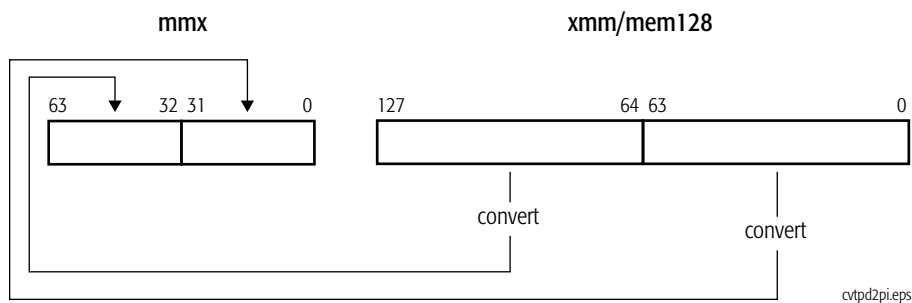 mmx xmm/mem128
63 32 31 0 127 64 63 0
convert
convert
cvtpd2pi.eps